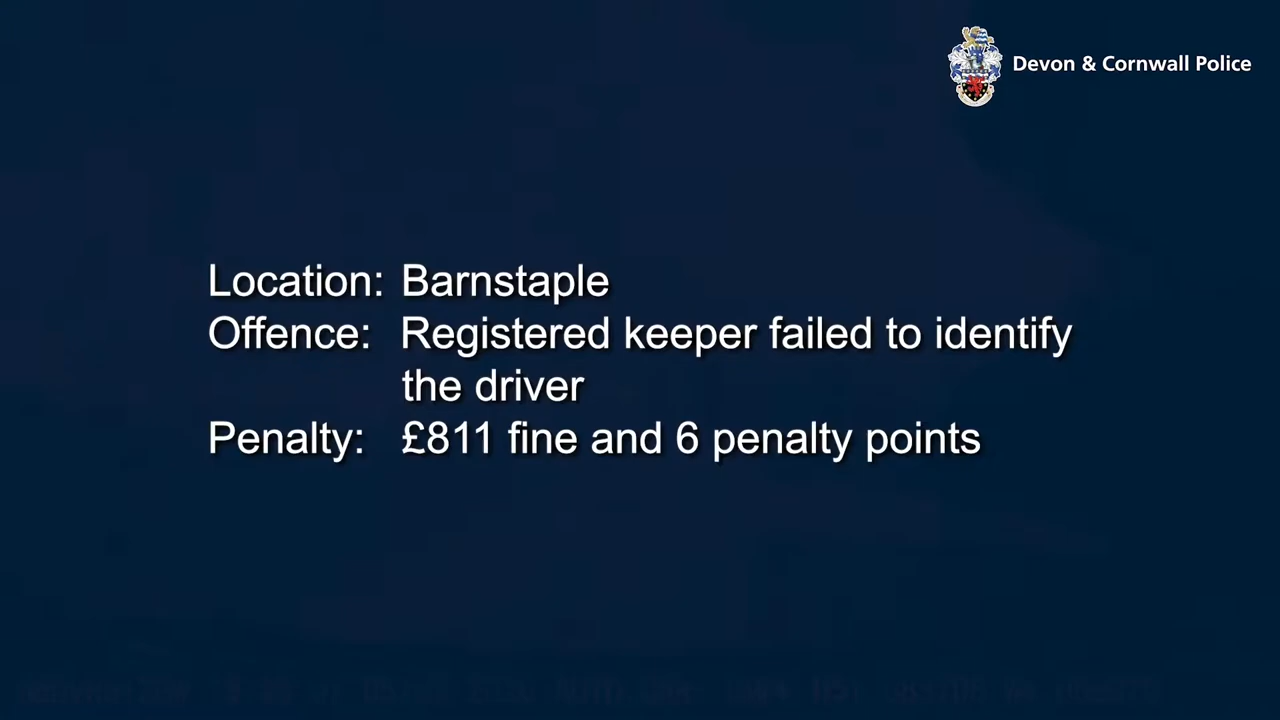 Devon & Cornwall Police
Location: Barnstaple
Offence: Registered keeper failed to identify
the driver
Penalty: £811 fine and 6 penalty points